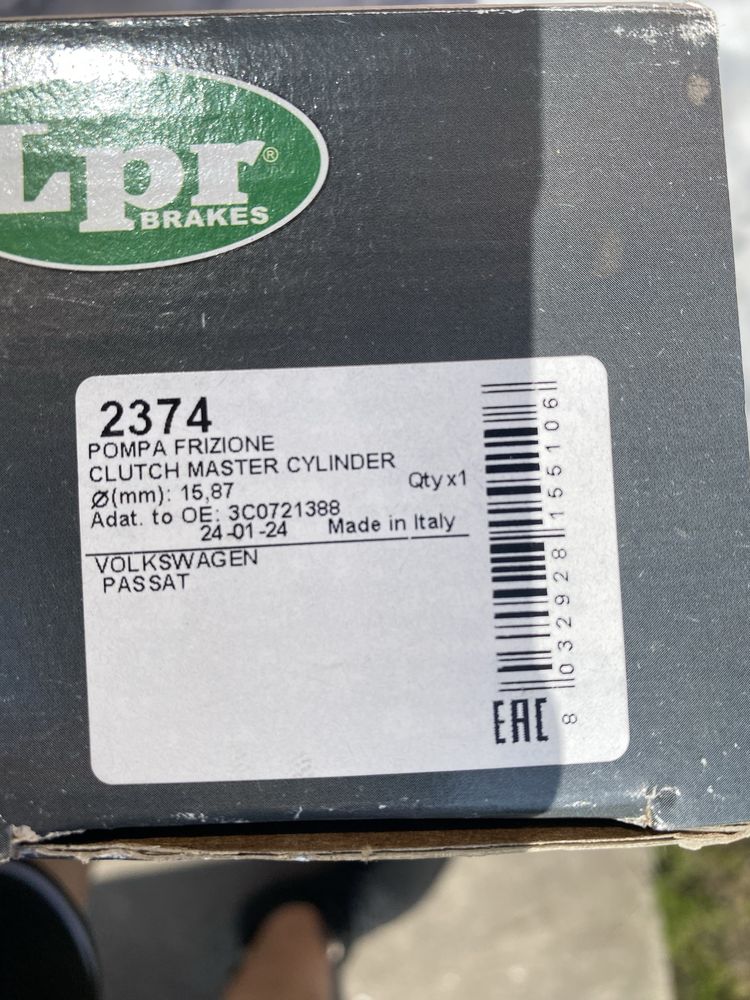 Lpr®
BRAKES
2374
POMPA FRIZIONE
CLUTCH MASTER CYLINDER
Ø(mm): 15,87 Qty x1
Adat. to OE: 3C0721388
24-01-24 Made in Italy
VOLKSWAGEN
PASSAT
8 032928 155106
EAC